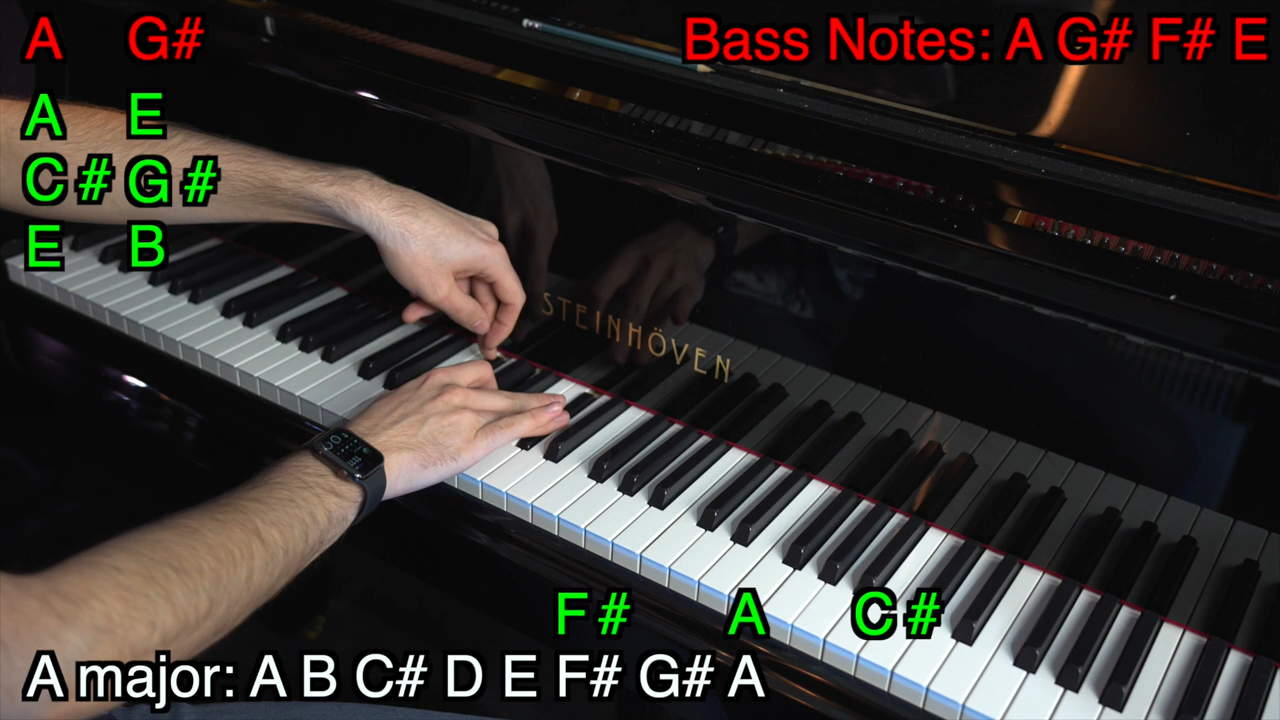 A G#
Bass Notes: A G# F# E
A E
C# G#
E B
STEINHÖVEN
F# A C#
A major: A B C# D E F# G# A